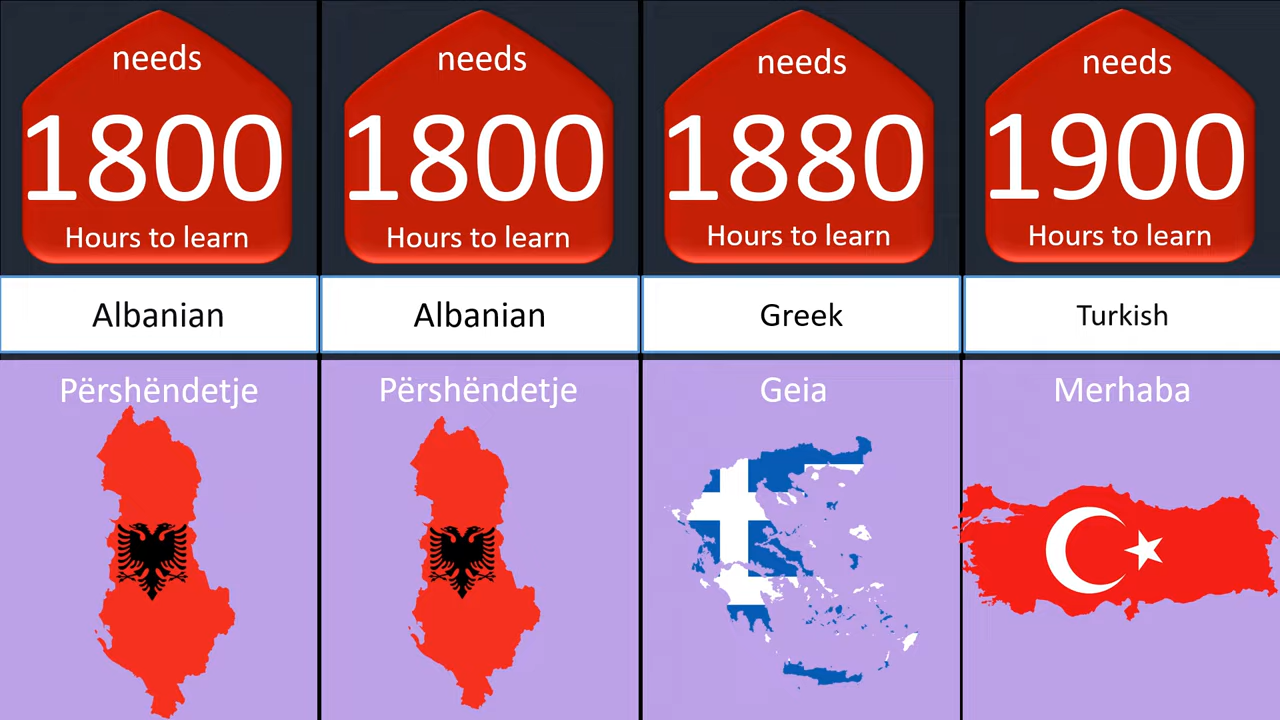 needs
1800
Hours to learn
Albanian
Përshëndetje
needs
1800
Hours to learn
Albanian
Përshëndetje
needs
1880
Hours to learn
Greek
Geia
needs
1900
Hours to learn
Turkish
Merhaba